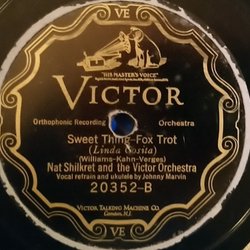 VE
"HIS MASTER'S VOICE"
VICTOR
Orthophonic Recording
Orchestra
Sweet Thing-Fox Trot
(Linda Cosita)
(Williams-Kahn-Verges)
Nat Shilkret and the Victor Orchestra
Vocal refrain and ukulele by Johnny Marvin
20352-B
VICTOR TALKING MACHINE CO.
Camden, N.J.
VE